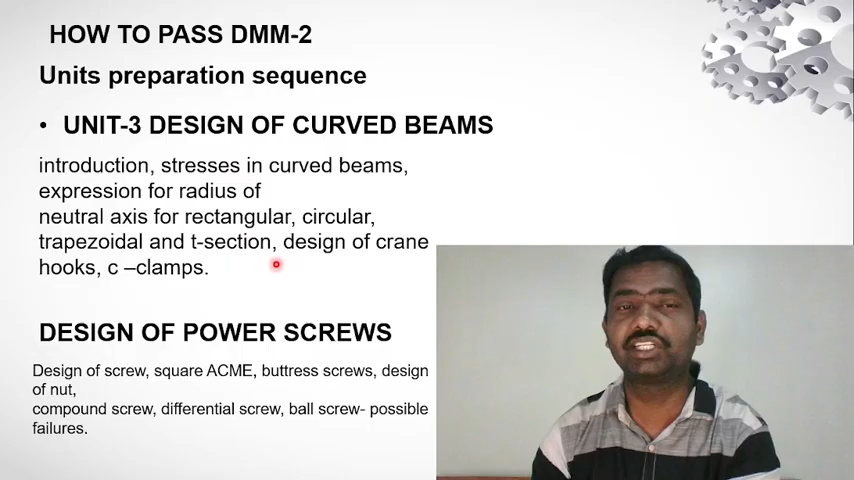 HOW TO PASS DMM-2
Units preparation sequence
• UNIT-3 DESIGN OF CURVED BEAMS
introduction, stresses in curved beams,
expression for radius of
neutral axis for rectangular, circular,
trapezoidal and t-section, design of crane
hooks, c –clamps.
DESIGN OF POWER SCREWS
Design of screw, square ACME, buttress screws, design
of nut,
compound screw, differential screw, ball screw- possible
failures.